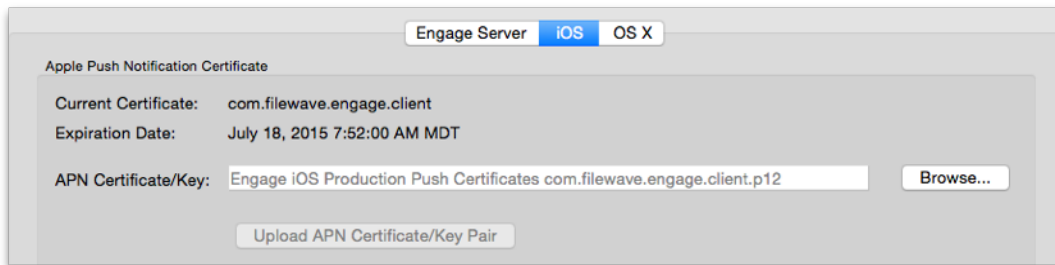 Engage Server iOS OS X
Apple Push Notification Certificate
Current Certificate: com.filewave.engage.client
Expiration Date: July 18, 2015 7:52:00 AM MDT
APN Certificate/Key: Engage iOS Production Push Certificates com.filewave.engage.client.p12 Browse...
Upload APN Certificate/Key Pair